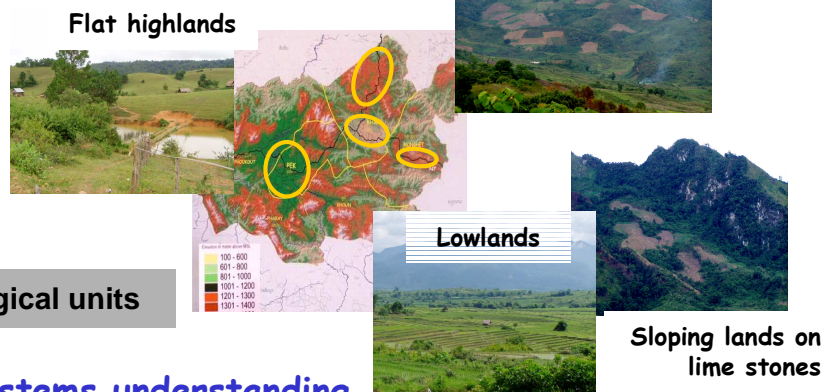 Flat highlands
PEK
Lowlands
100 - 600
601 - 800
801 - 1000
1001 - 1200
1201 - 1300
1301 - 1400
gical units
Sloping lands on
lime stones
stems understanding